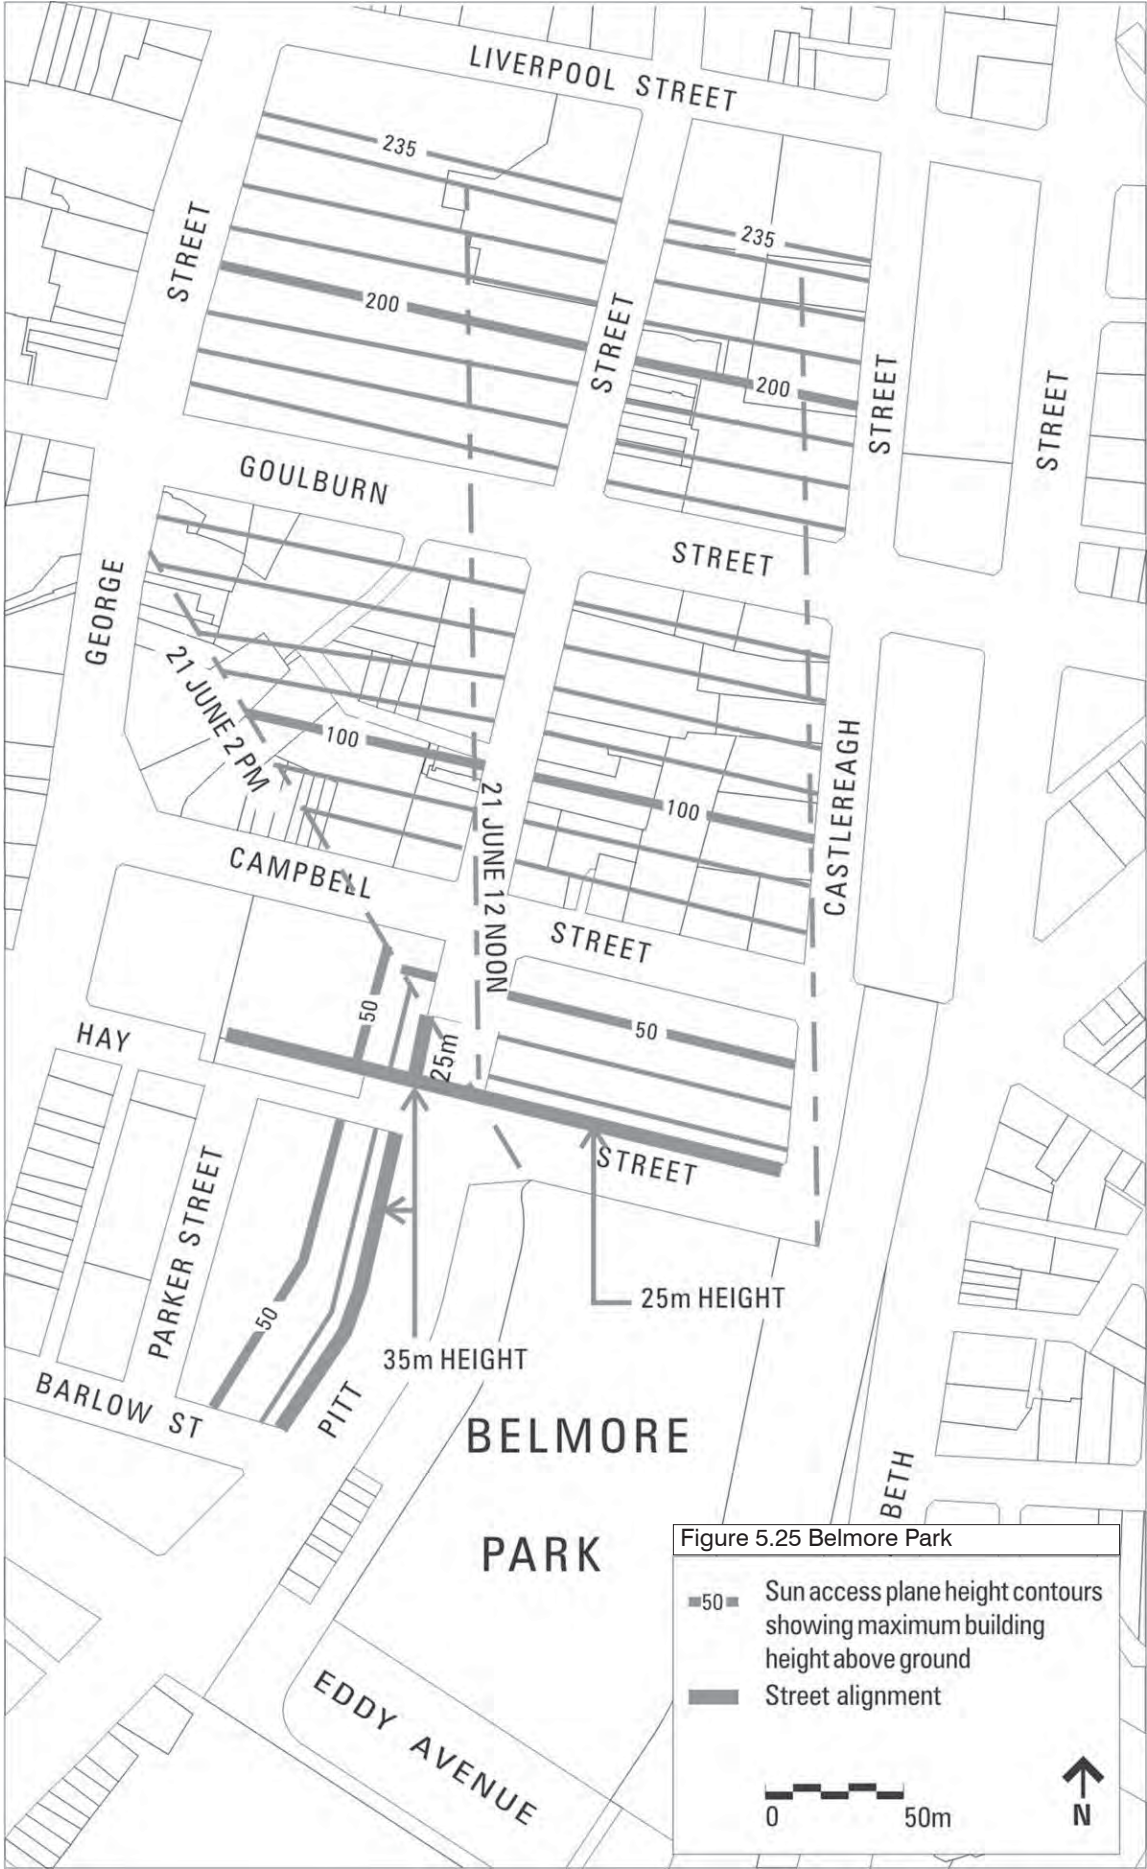 LIVERPOOL STREET
235
STREET
235
200
STREET
200
STREET
STREET
GOULBURN
STREET
GEORGE
21 JUNE 2 PM
100
21 JUNE 12 NOON
100
CASTLEREAGH
CAMPBELL
STREET
50
50
HAY
25m
STREET
PARKER STREET
50
25m HEIGHT
35m HEIGHT
BARLOW ST
PITT
BELMORE
PARK
BETH
EDDY AVENUE
Figure 5.25 Belmore Park
50
Sun access plane height contours
showing maximum building
height above ground
Street alignment
0 50m
N